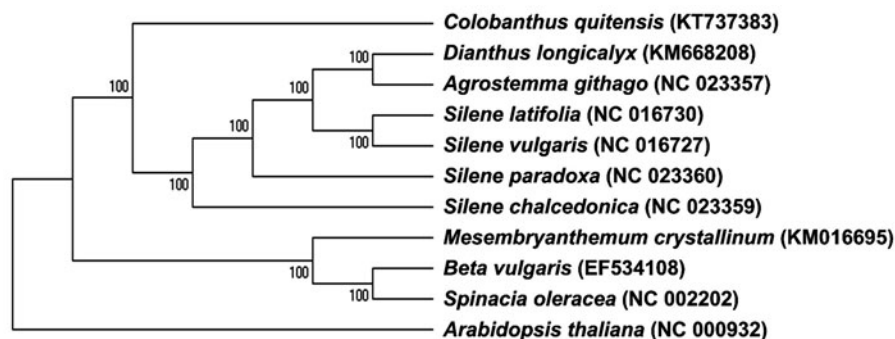 Colobanthus quitensis (KT737383)
Dianthus longicalyx (KM668208)
100
Agrostemma githago (NC 023357)
100
100
Silene latifolia (NC 016730)
100
Silene vulgaris (NC 016727)
100
100
Silene paradoxa (NC 023360)
100
Silene chalcedonica (NC 023359)
Mesembryanthemum crystallinum (KM016695)
Beta vulgaris (EF534108)
100
Spinacia oleracea (NC 002202)
100
Arabidopsis thaliana (NC 000932)